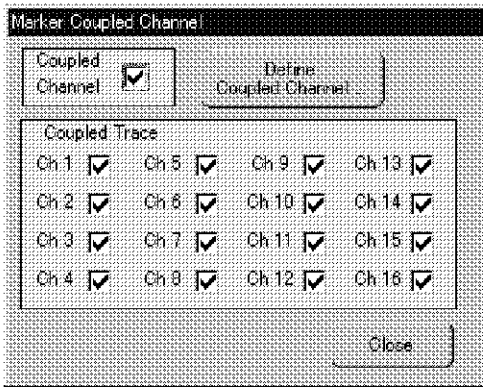 Marker Coupled Channel
Coupled
Channel
Define
Coupled Channel...
Coupled Trace
Ch 1 Ch 5 Ch 9 Ch 13
Ch 2 Ch 6 Ch 10 Ch 14
Ch 3 Ch 7 Ch 11 Ch 15
Ch 4 Ch 8 Ch 12 Ch 16
Close